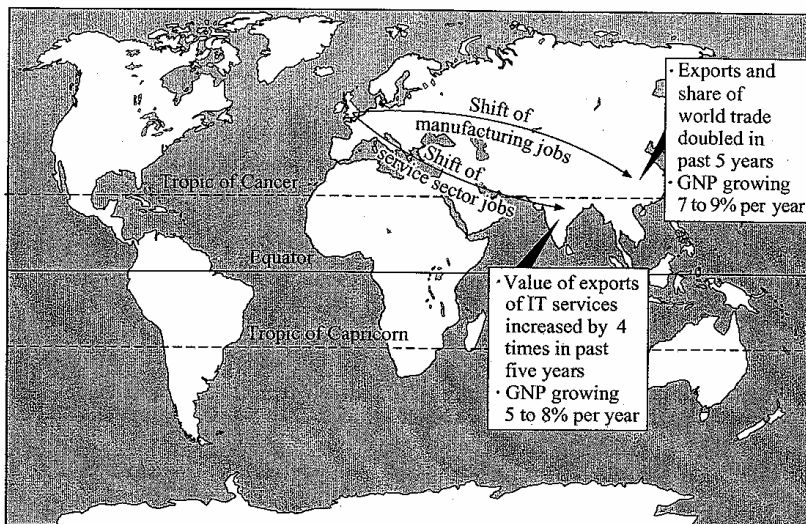 Shift of
manufacturing jobs
Shift of
service sector jobs
· Exports and
share of
world trade
doubled in
past 5 years
· GNP growing
7 to 9% per year
Tropic of Cancer
Equator
· Value of exports
of IT services
increased by 4
times in past
five years
· GNP growing
5 to 8% per year
Tropic of Capricorn